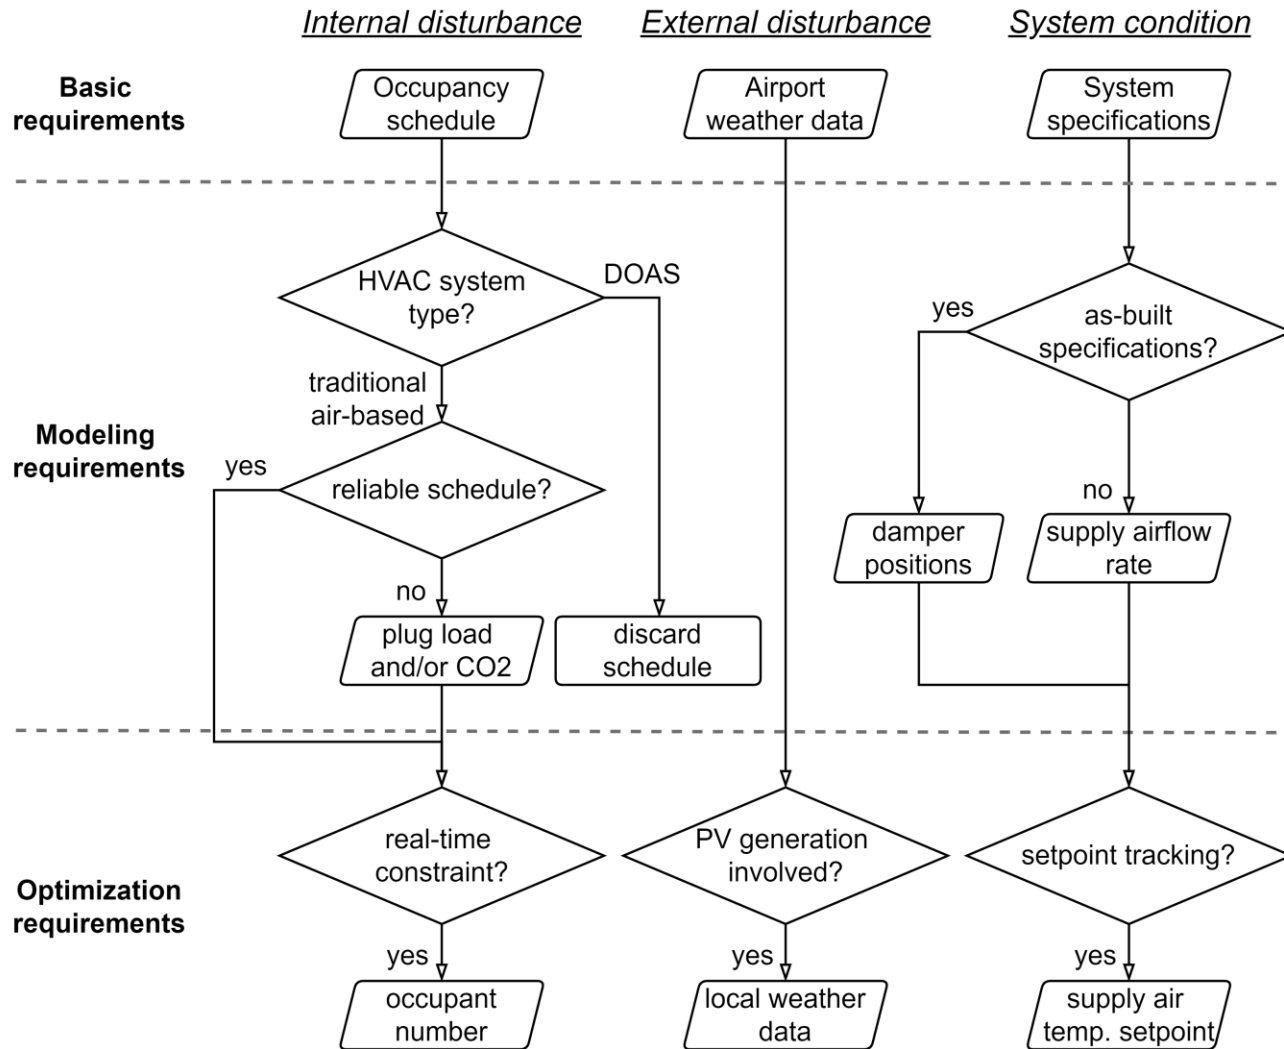 Internal disturbance
External disturbance
System condition
Basic
requirements
Occupancy
schedule
Airport
weather data
System
specifications
HVAC system
type?
DOAS
yes
as-built
specifications?
traditional
air-based
Modeling
requirements
yes
reliable schedule?
no
damper
positions
supply airflow
rate
no
plug load
and/or CO2
discard
schedule
Optimization
requirements
real-time
constraint?
PV generation
involved?
setpoint tracking?
yes
yes
yes
occupant
number
local weather
data
supply air
temp. setpoint